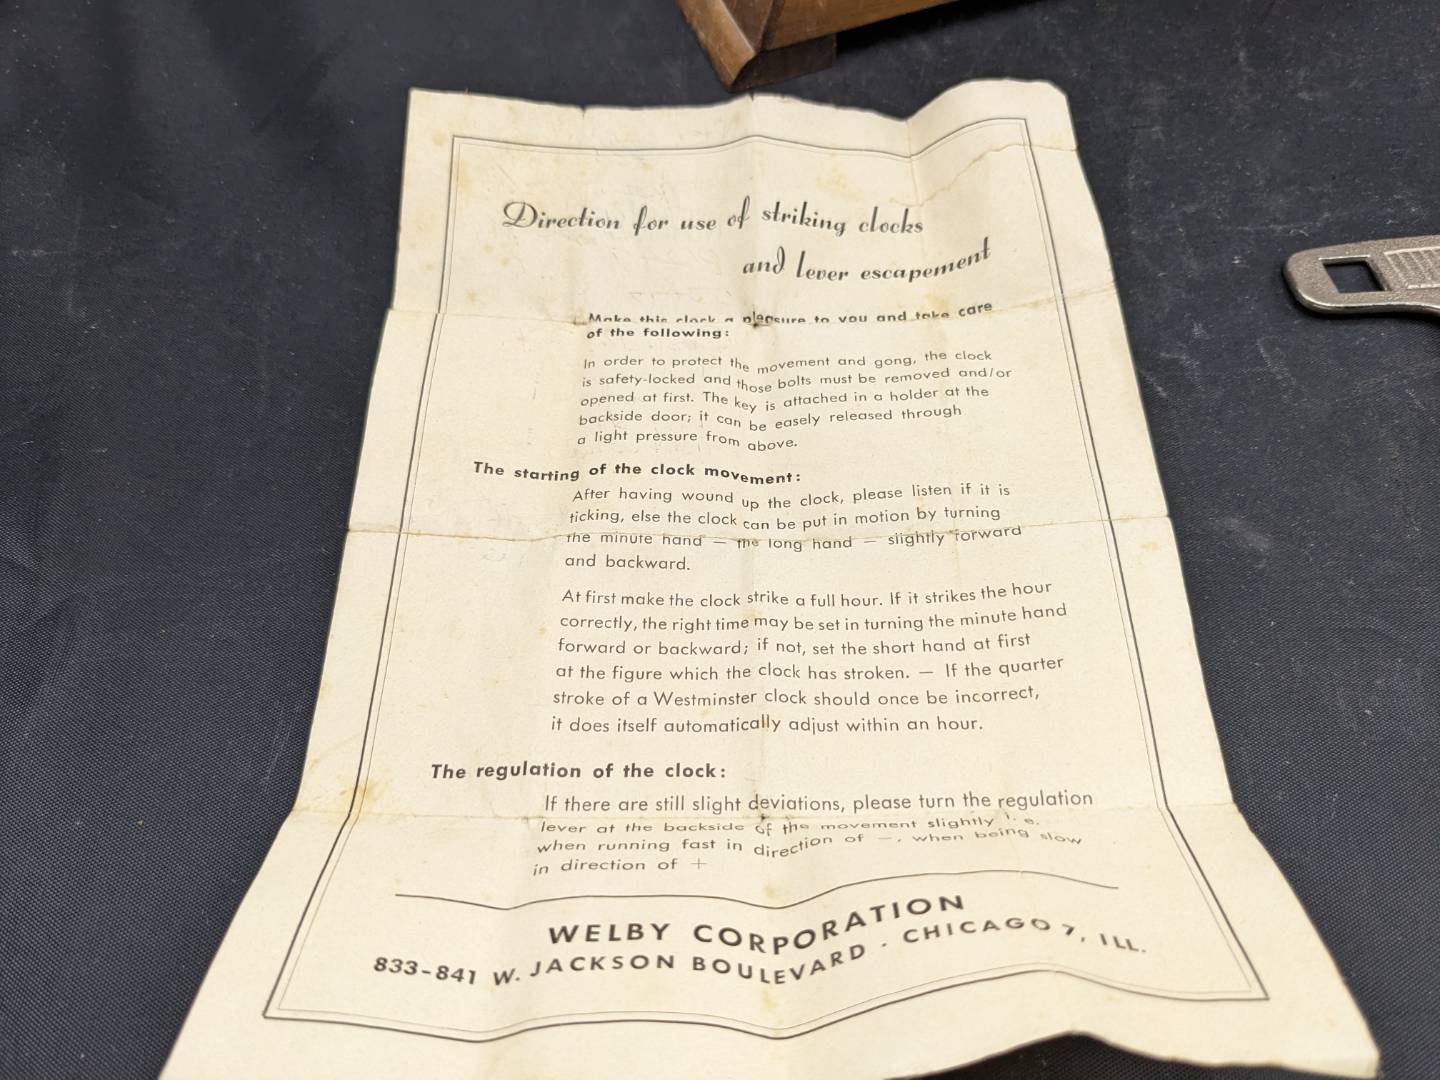 Direction for use of striking clocks
and lever escapement
Make this clock a pleasure to you and take care
of the following:
In order to protect the movement and gong, the clock
is safety-locked and those bolts must be removed and/or
opened at first. The key is attached in a holder at the
backside door; it can be easely released through
a light pressure from above.
The starting of the clock movement:
After having wound up the clock, please listen if it is
ticking, else the clock can be put in motion by turning
the minute hand — the long hand — slightly forward
and backward.
At first make the clock strike a full hour. If it strikes the hour
correctly, the right time may be set in turning the minute hand
forward or backward; if not, set the short hand at first
at the figure which the clock has stroken. — If the quarter
stroke of a Westminster clock should once be incorrect,
it does itself automatically adjust within an hour.
The regulation of the clock:
If there are still slight deviations, please turn the regulation
lever at the backside of the movement slightly i. e.
when running fast in direction of —, when being slow
in direction of +
WELBY CORPORATION
833-841 W. JACKSON BOULEVARD · CHICAGO 7, ILL.